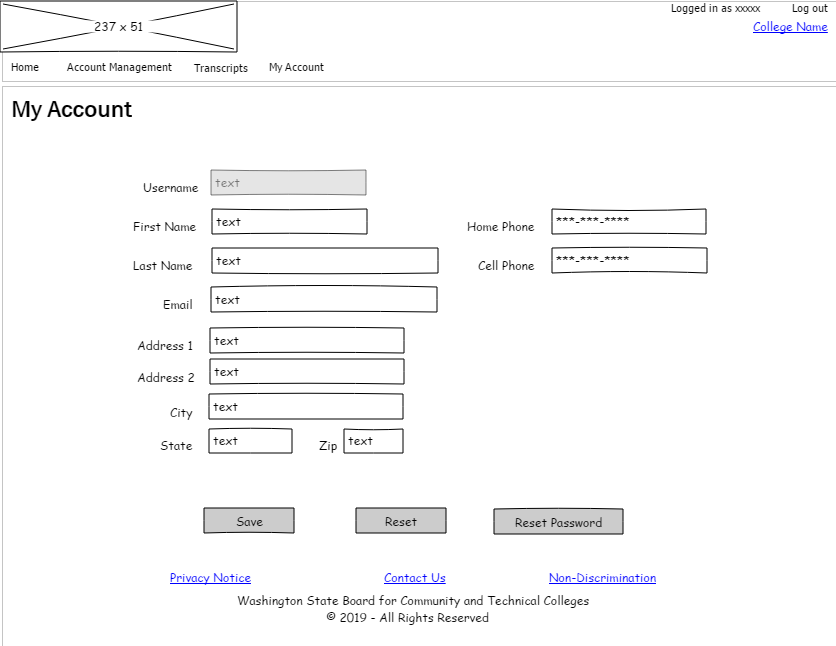 Logged in as xxxxx Log out
237 x 51
College Name
Home Account Management Transcripts My Account
My Account
Username text
First Name text Home Phone ***-***-****
Last Name text Cell Phone ***-***-****
Email text
Address 1 text
Address 2 text
City text
State text Zip text
Save Reset Reset Password
Privacy Notice Contact Us Non-Discrimination
Washington State Board for Community and Technical Colleges
© 2019 - All Rights Reserved